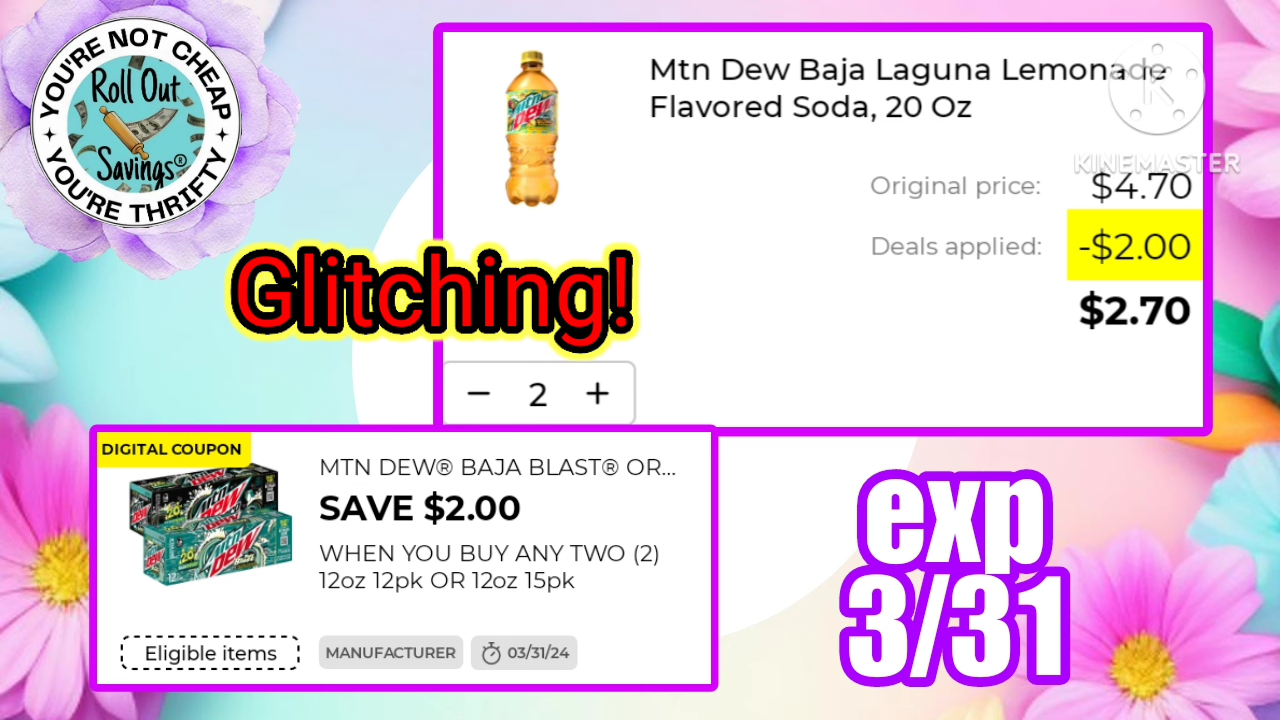 YOU'RE NOT CHEAP
Roll Out
Savings®
YOU'RE THRIFTY
Mtn Dew Baja Laguna Lemonade
Flavored Soda, 20 Oz
KINEMASTER
Original price: $4.70
Deals applied: -$2.00
$2.70
Glitching!
− 2 +
DIGITAL COUPON
MTN DEW® BAJA BLAST® OR...
SAVE $2.00
WHEN YOU BUY ANY TWO (2)
12oz 12pk OR 12oz 15pk
Eligible items
MANUFACTURER
03/31/24
exp
3/31